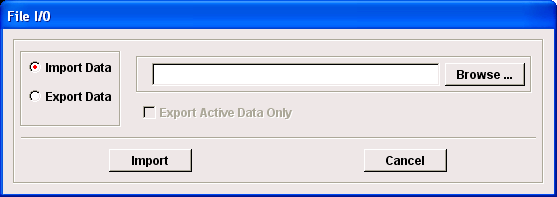 File I/O
Import Data
Browse ...
Export Data
Export Active Data Only
Import
Cancel